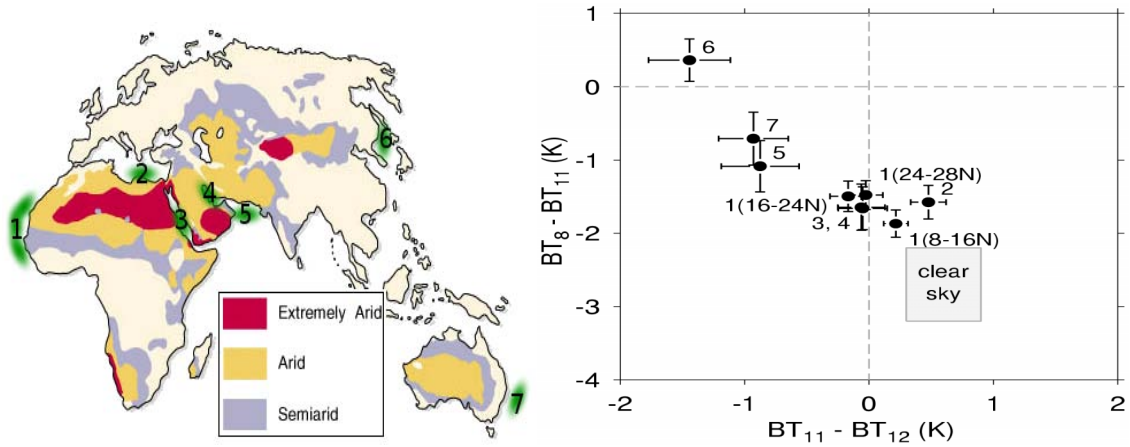 1
2
3
4
5
6
7
Extremely Arid
Arid
Semiarid
BT8 - BT11 (K)
1
0
-1
-2
-3
-4
6
7
5
1(24-28N)
2
1(16-24N)
3, 4
1(8-16N)
clear
sky
-2
-1
0
1
2
BT11 - BT12 (K)